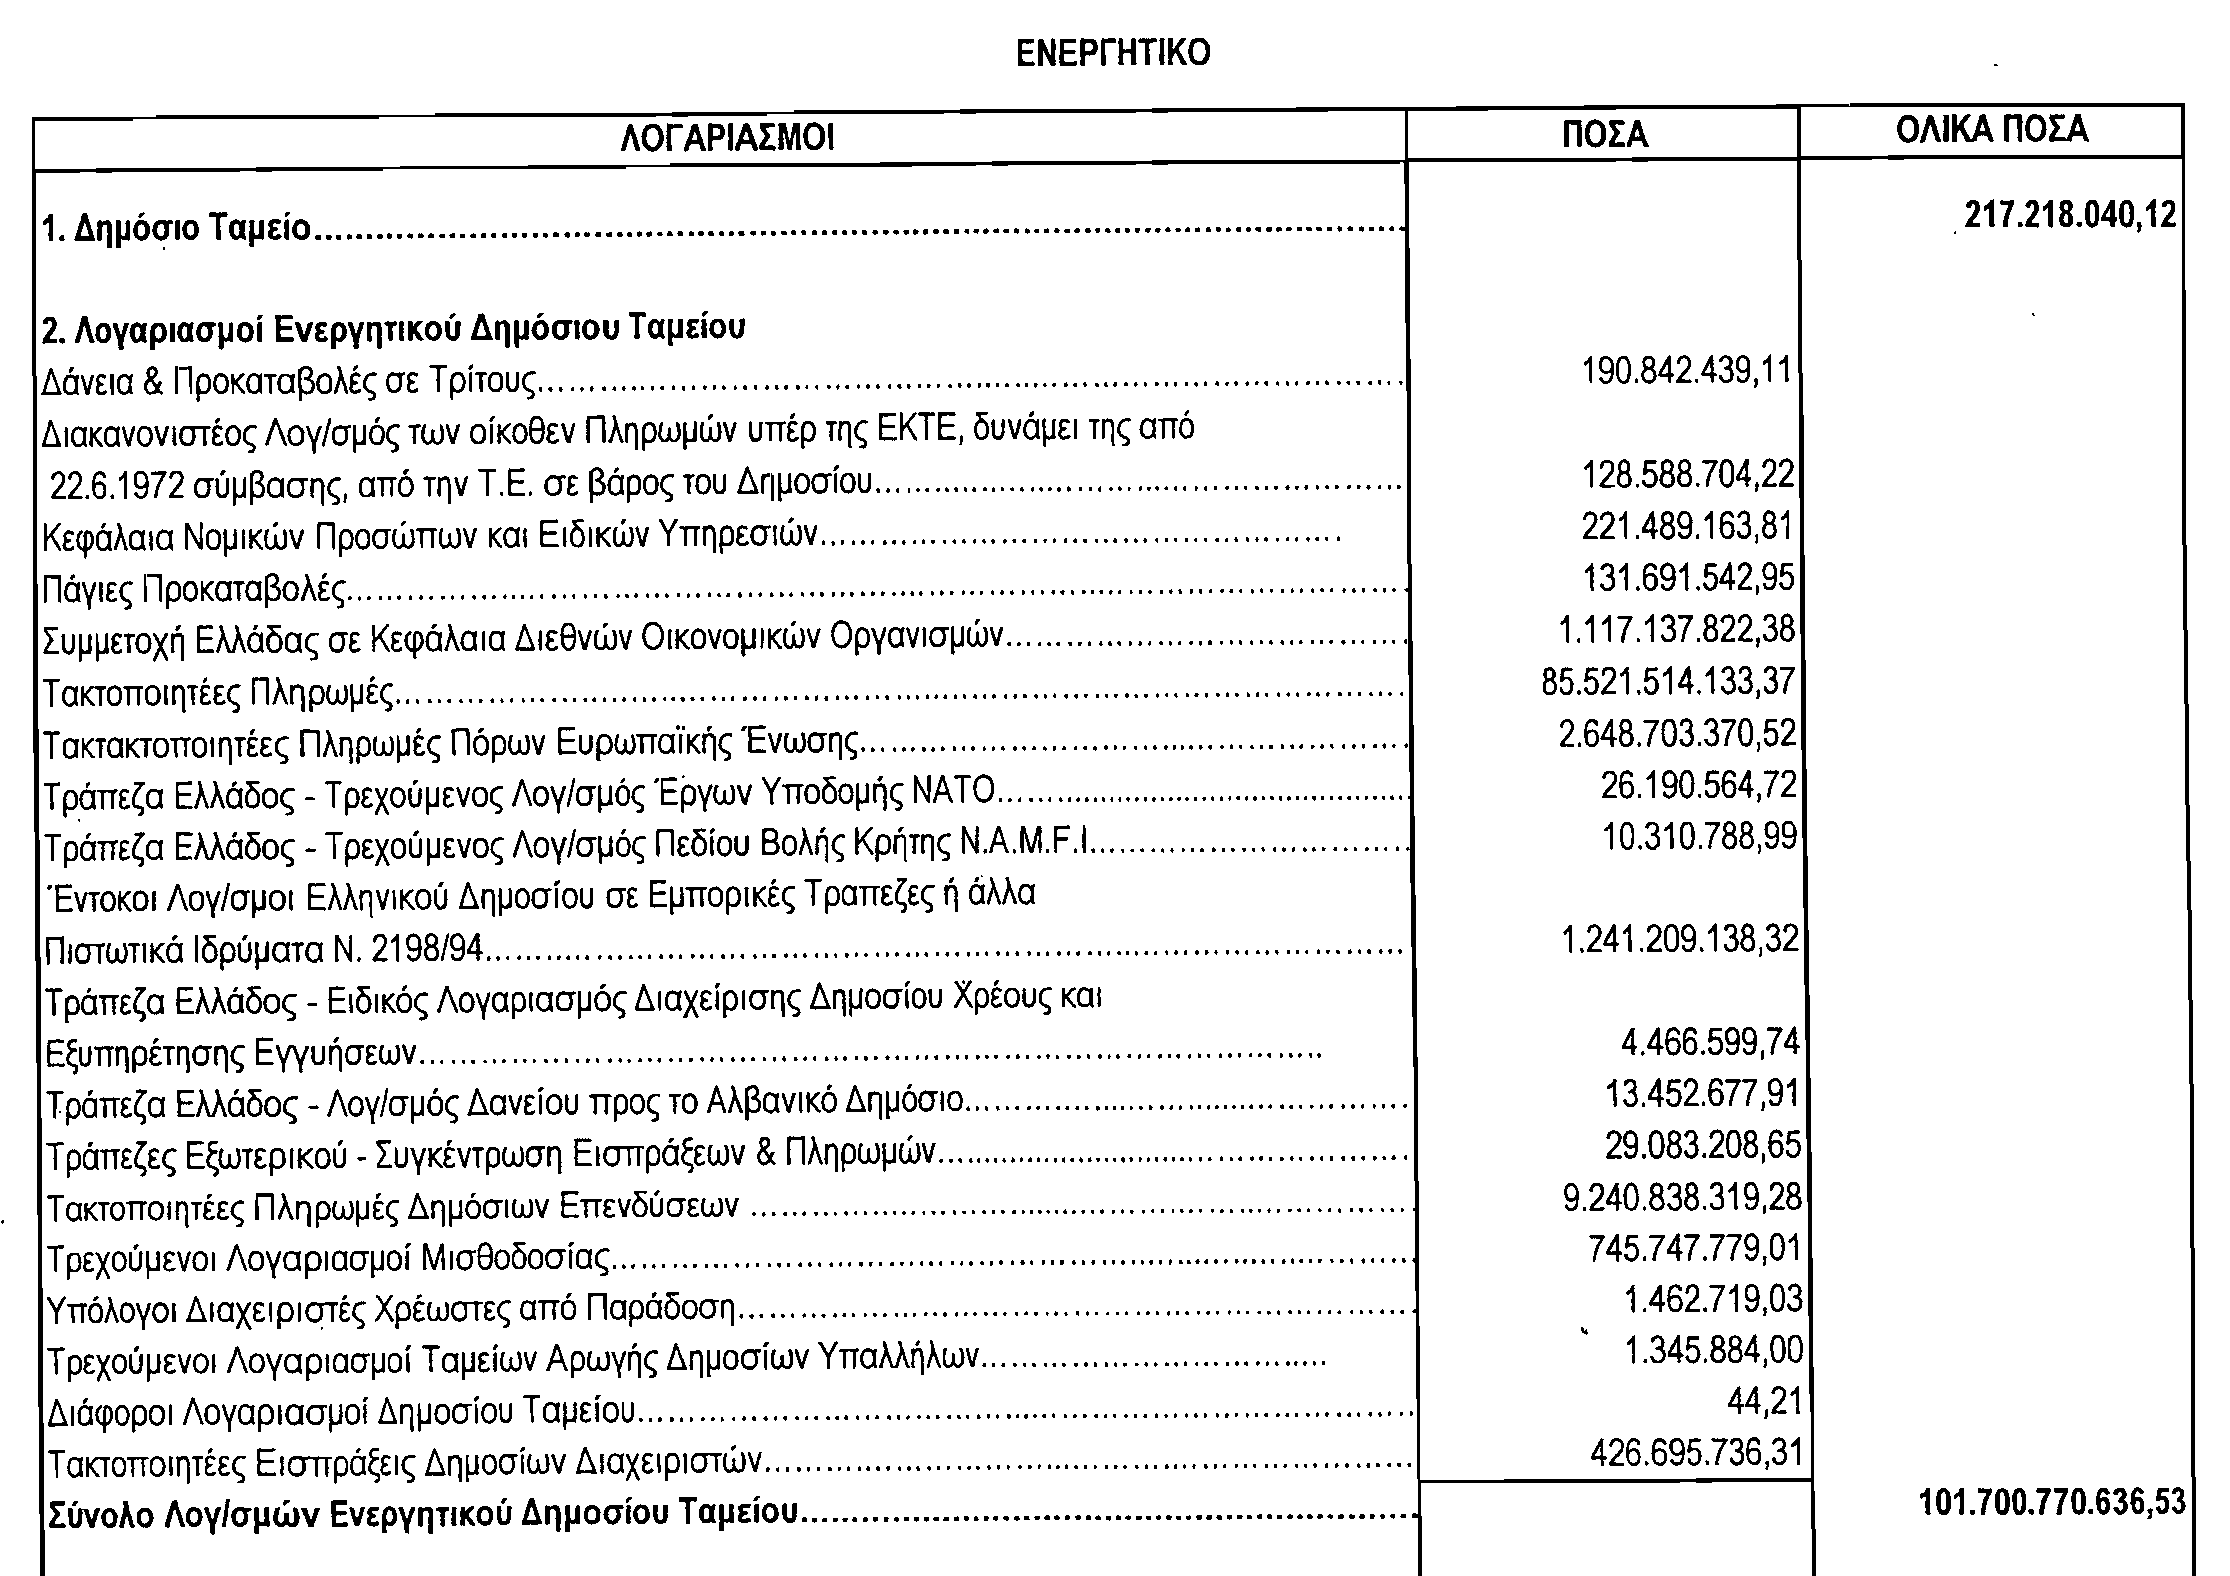 ΕΝΕΡΓΗΤΙΚΟ
ΛΟΓΑΡΙΑΣΜΟΙ ΠΟΣΑ ΟΛΙΚΑ ΠΟΣΑ
1. Δημόσιο Ταμείο 217.218.040,12
2. Λογαριασμοί Ενεργητικού Δημόσιου Ταμείου
Δάνεια & Προκαταβολές σε Τρίτους 190.842.439,11
Διακανονιστέος Λογ/σμός των οίκοθεν Πληρωμών υπέρ της ΕΚΤΕ, δυνάμει της από
22.6.1972 σύμβασης, από την Τ.Ε. σε βάρος του Δημοσίου 128.588.704,22
Κεφάλαια Νομικών Προσώπων και Ειδικών Υπηρεσιών 221.489.163,81
Πάγιες Προκαταβολές 131.691.542,95
Συμμετοχή Ελλάδας σε Κεφάλαια Διεθνών Οικονομικών Οργανισμών 1.117.137.822,38
Τακτοποιητέες Πληρωμές 85.521.514.133,37
Τακτακτοποιητέες Πληρωμές Πόρων Ευρωπαϊκής Ένωσης 2.648.703.370,52
Τράπεζα Ελλάδος - Τρεχούμενος Λογ/σμός Έργων Υποδομής ΝΑΤΟ 26.190.564,72
Τράπεζα Ελλάδος - Τρεχούμενος Λογ/σμός Πεδίου Βολής Κρήτης N.A.M.F.I. 10.310.788,99
Έντοκοι Λογ/σμοι Ελληνικού Δημοσίου σε Εμπορικές Τραπεζες ή άλλα
Πιστωτικά Ιδρύματα Ν. 2198/94 1.241.209.138,32
Τράπεζα Ελλάδος - Ειδικός Λογαριασμός Διαχείρισης Δημοσίου Χρέους και
Εξυπηρέτησης Εγγυήσεων 4.466.599,74
Τράπεζα Ελλάδος - Λογ/σμός Δανείου προς το Αλβανικό Δημόσιο 13.452.677,91
Τράπεζες Εξωτερικού - Συγκέντρωση Εισπράξεων & Πληρωμών 29.083.208,65
Τακτοποιητέες Πληρωμές Δημόσιων Επενδύσεων 9.240.838.319,28
Τρεχούμενοι Λογαριασμοί Μισθοδοσίας 745.747.779,01
Υπόλογοι Διαχειριστές Χρέωστες από Παράδοση 1.462.719,03
Τρεχούμενοι Λογαριασμοί Ταμείων Αρωγής Δημοσίων Υπαλλήλων 1.345.884,00
Διάφοροι Λογαριασμοί Δημοσίου Ταμείου 44,21
Τακτοποιητέες Εισπράξεις Δημοσίων Διαχειριστών 426.695.736,31
Σύνολο Λογ/σμών Ενεργητικού Δημοσίου Ταμείου 101.700.770.636,53